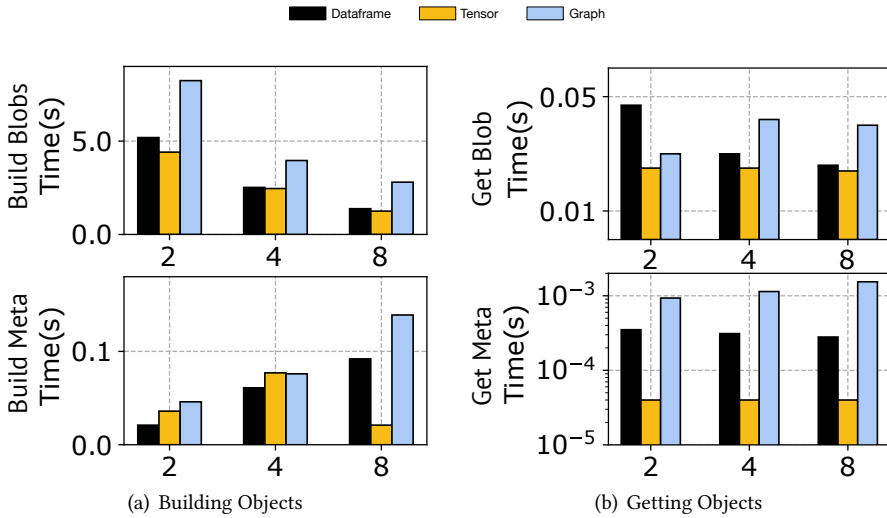 Dataframe Tensor Graph
Build Blobs
Time(s)
5.0
0.0
2 4 8
Build Meta
Time(s)
0.1
0.0
2 4 8
(a) Building Objects
Get Blob
Time(s)
0.05
0.01
2 4 8
Get Meta
Time(s)
10⁻³
10⁻⁴
10⁻⁵
2 4 8
(b) Getting Objects